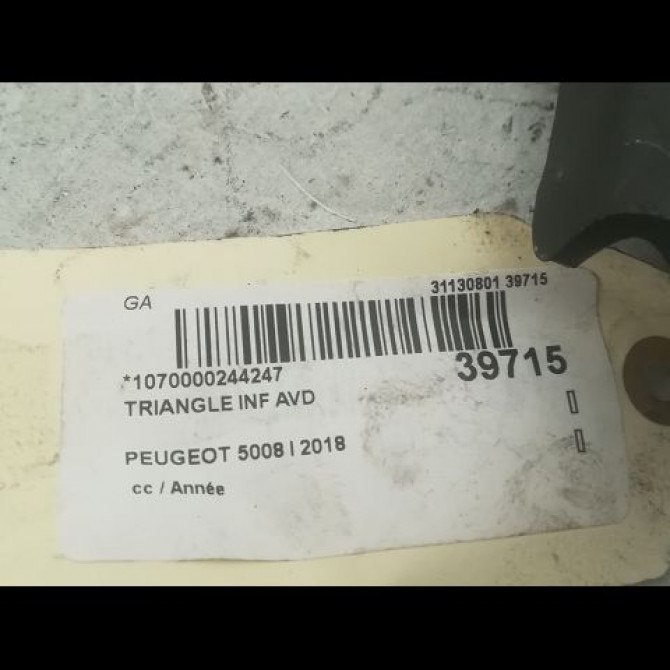 GA
31130801 39715
*1070000244247
39715
TRIANGLE INF AVD
PEUGEOT 5008 I 2018
cc / Année